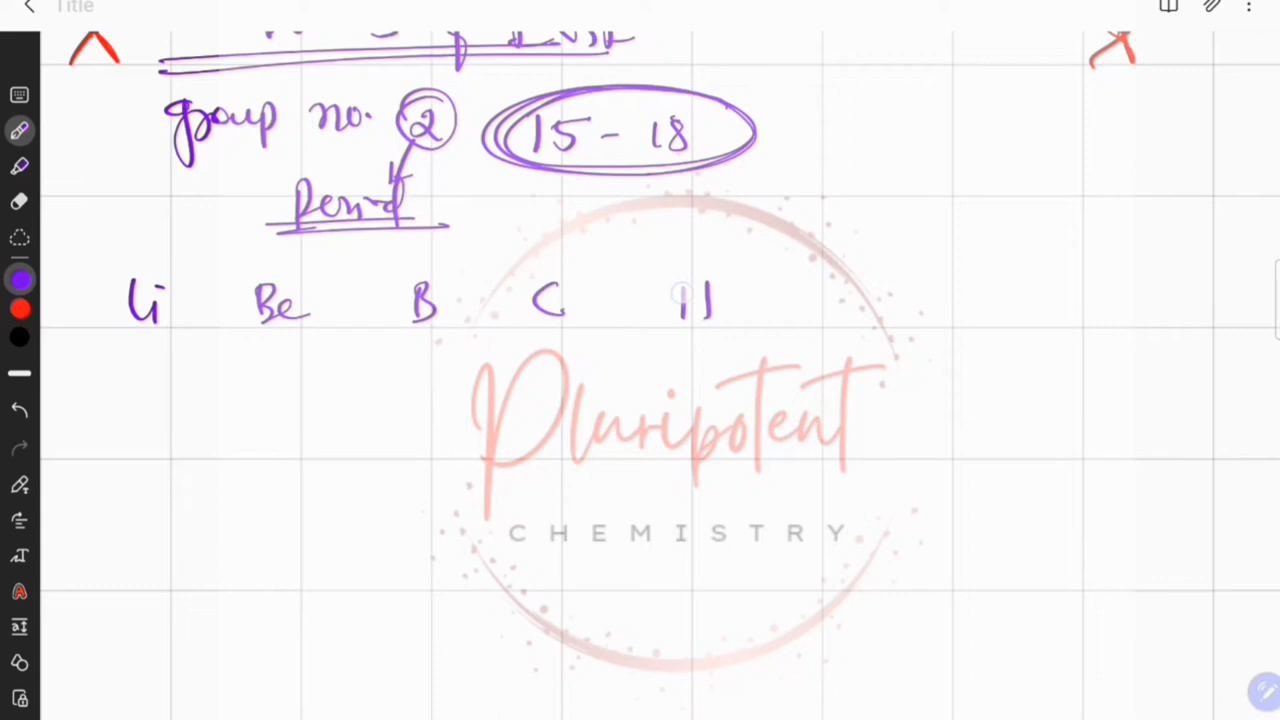 Title
group no. 2 15 - 18
Period
Li Be B C
Pluripotent
CHEMISTRY